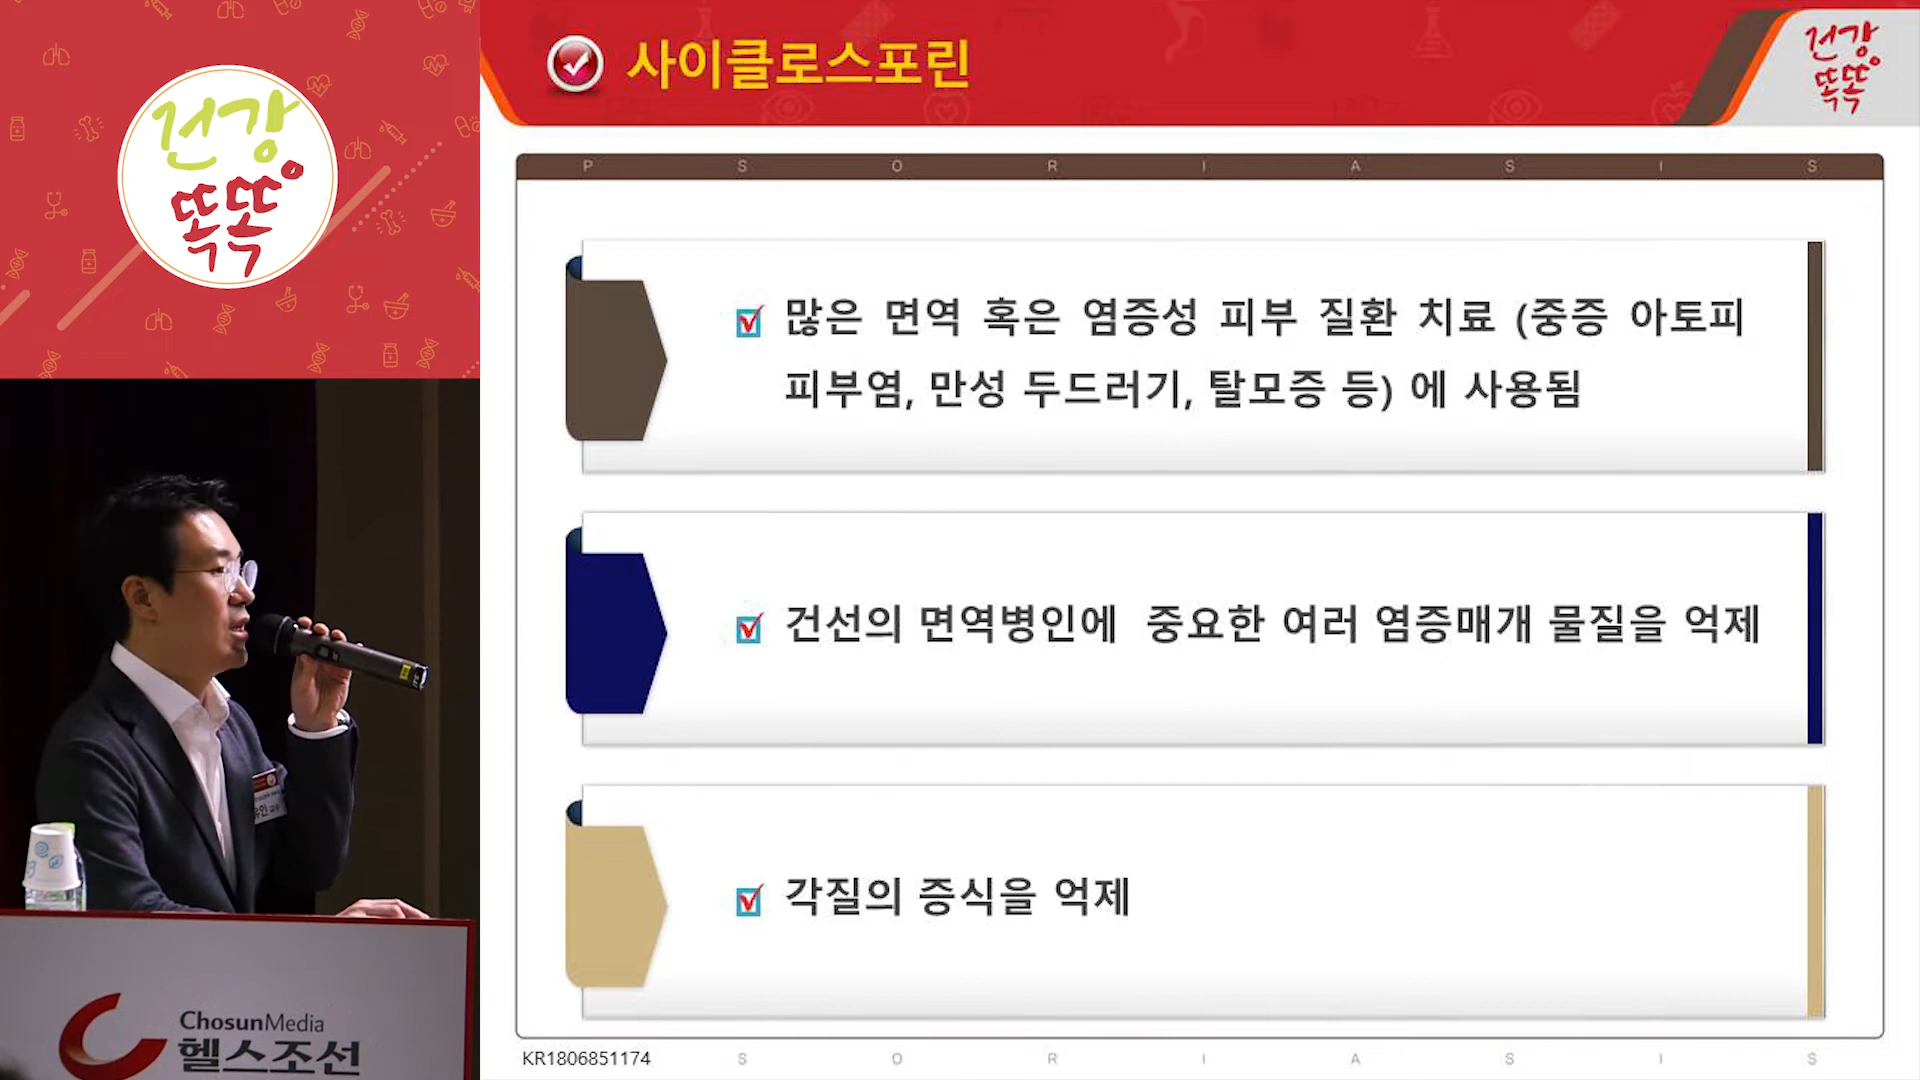 건강
똑똑
사이클로스포린
건강
똑똑
P S O R I A S I S
많은 면역 혹은 염증성 피부 질환 치료 (중증 아토피
피부염, 만성 두드러기, 탈모증 등) 에 사용됨
건선의 면역병인에 중요한 여러 염증매개 물질을 억제
각질의 증식을 억제
KR1806851174
S O R I A S I S
ChosunMedia
헬스조선